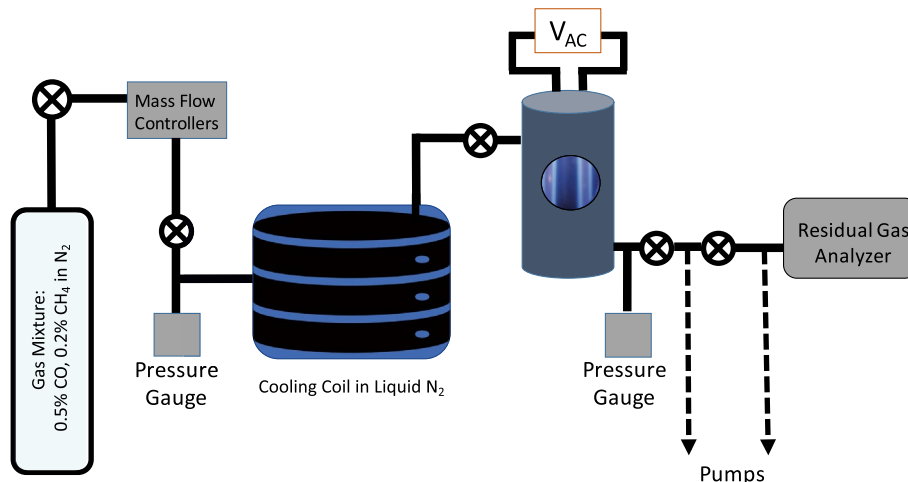 V_AC
Mass Flow
Controllers
Gas Mixture:
0.5% CO, 0.2% CH₄ in N₂
Residual Gas
Analyzer
Pressure
Gauge
Cooling Coil in Liquid N₂
Pressure
Gauge
Pumps